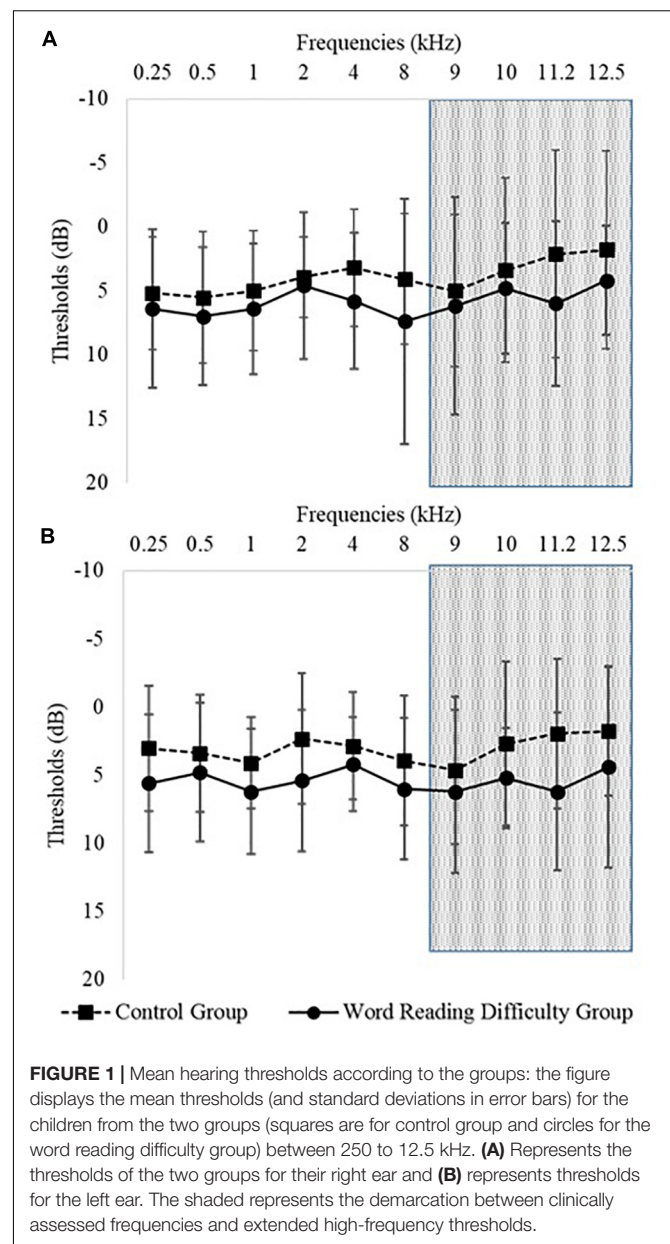 A
Frequencies (kHz)
0.25 0.5 1 2 4 8 9 10 11.2 12.5
-10
-5
0
5
10
15
20
Thresholds (dB)
B
Frequencies (kHz)
0.25 0.5 1 2 4 8 9 10 11.2 12.5
-10
-5
0
5
10
15
20
Thresholds (dB)
Control Group Word Reading Difficulty Group
FIGURE 1 | Mean hearing thresholds according to the groups: the figure
displays the mean thresholds (and standard deviations in error bars) for the
children from the two groups (squares are for control group and circles for the
word reading difficulty group) between 250 to 12.5 kHz. (A) Represents the
thresholds of the two groups for their right ear and (B) represents thresholds
for the left ear. The shaded represents the demarcation between clinically
assessed frequencies and extended high-frequency thresholds.